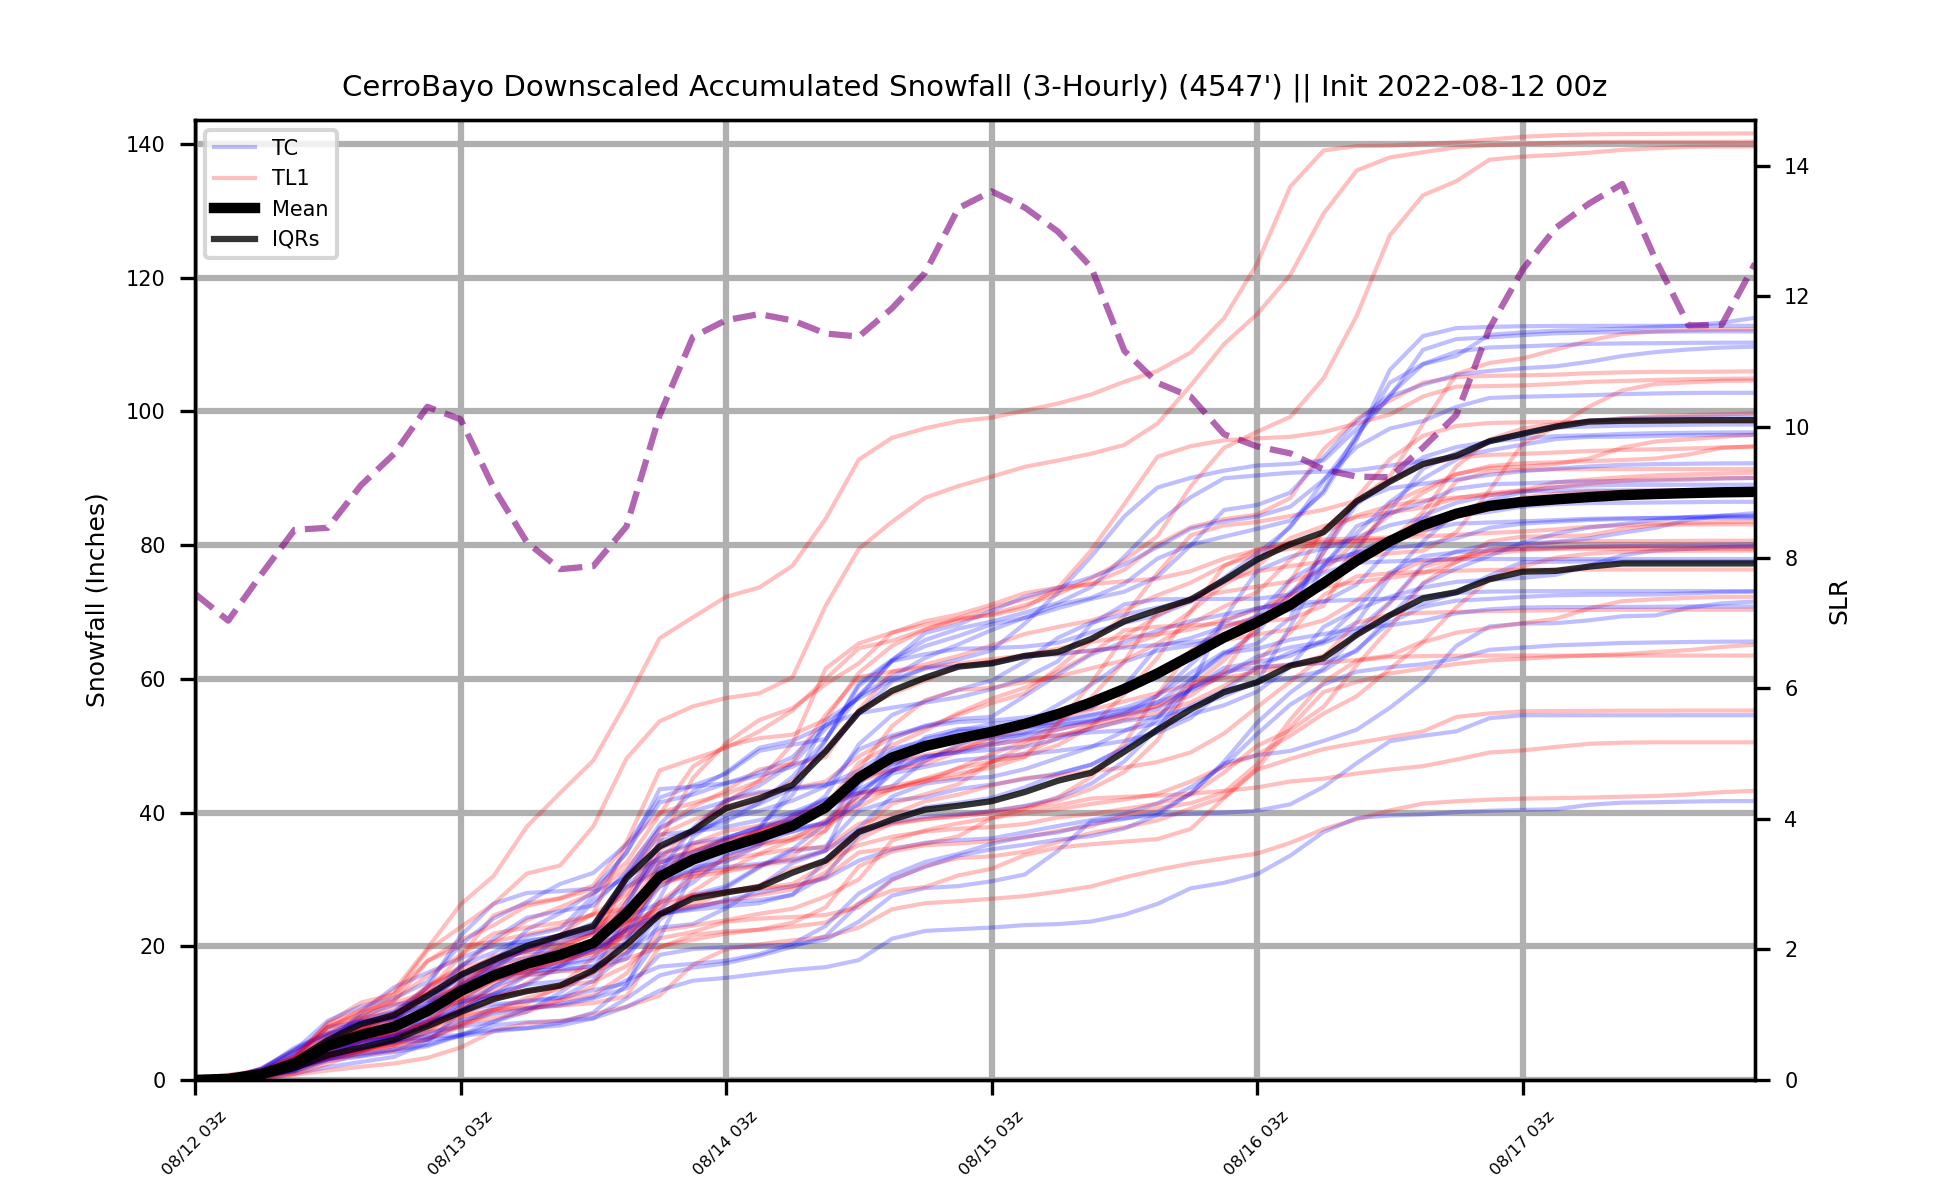 CerroBayo Downscaled Accumulated Snowfall (3-Hourly) (4547') || Init 2022-08-12 00z
TC
TL1
Mean
IQRs
Snowfall (Inches)
140
120
100
80
60
40
20
0
14
12
10
8
6
4
2
0
SLR
08/12 03z
08/13 03z
08/14 03z
08/15 03z
08/16 03z
08/17 03z